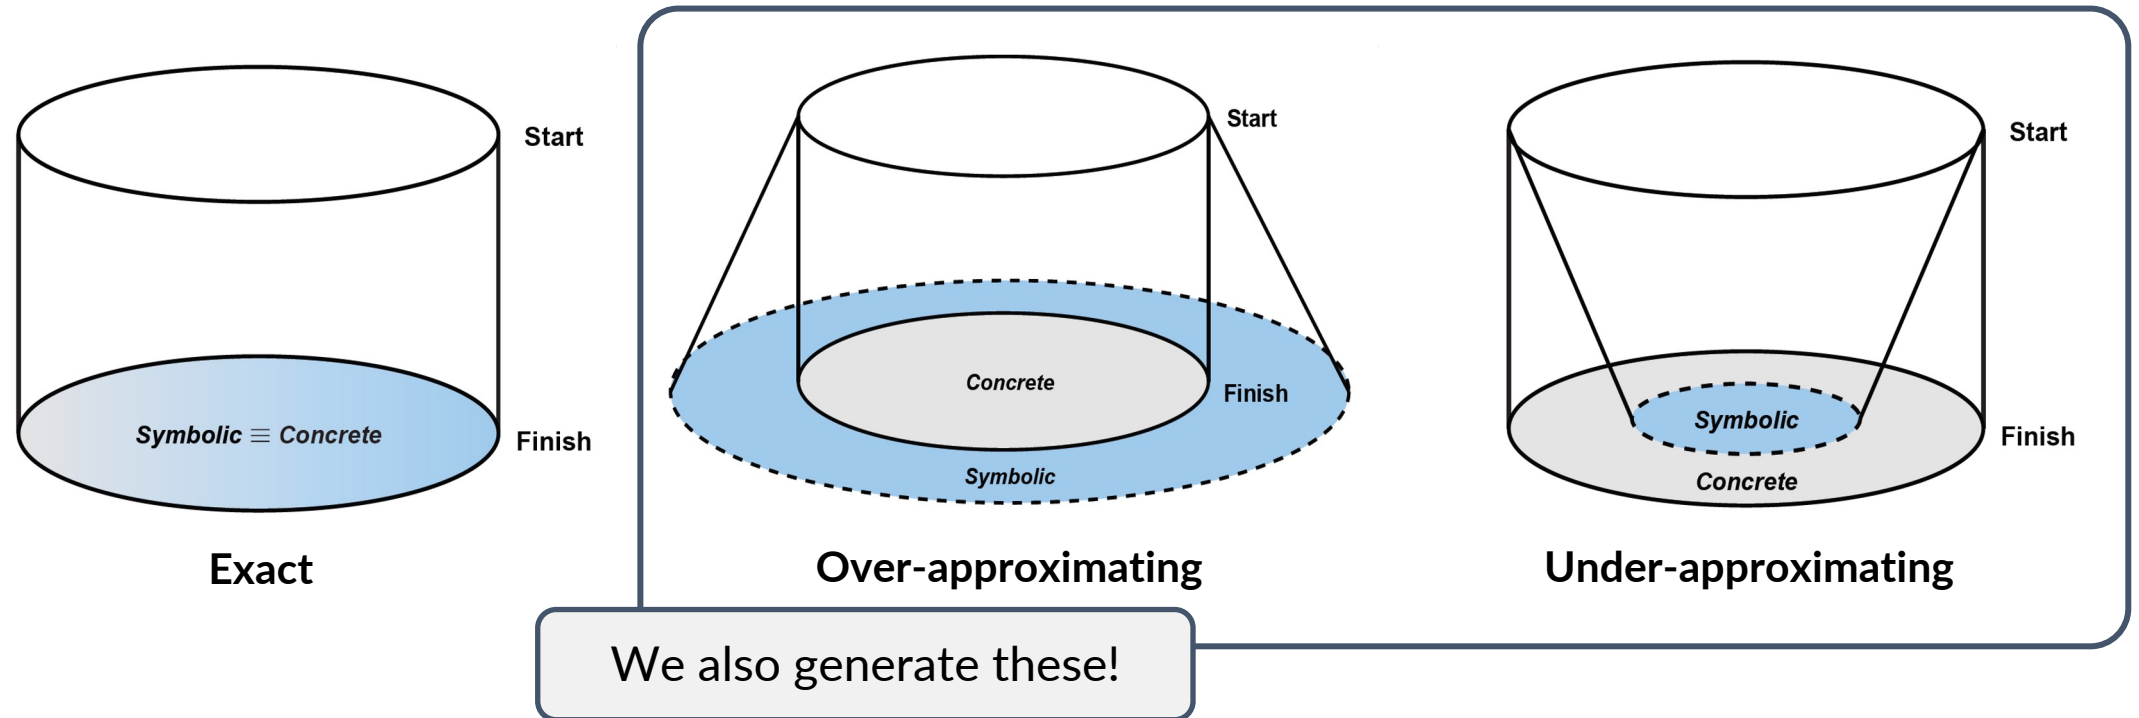 Start
Symbolic ≡ Concrete
Finish
Exact
Start
Concrete
Finish
Symbolic
Over-approximating
Start
Symbolic
Finish
Concrete
Under-approximating
We also generate these!